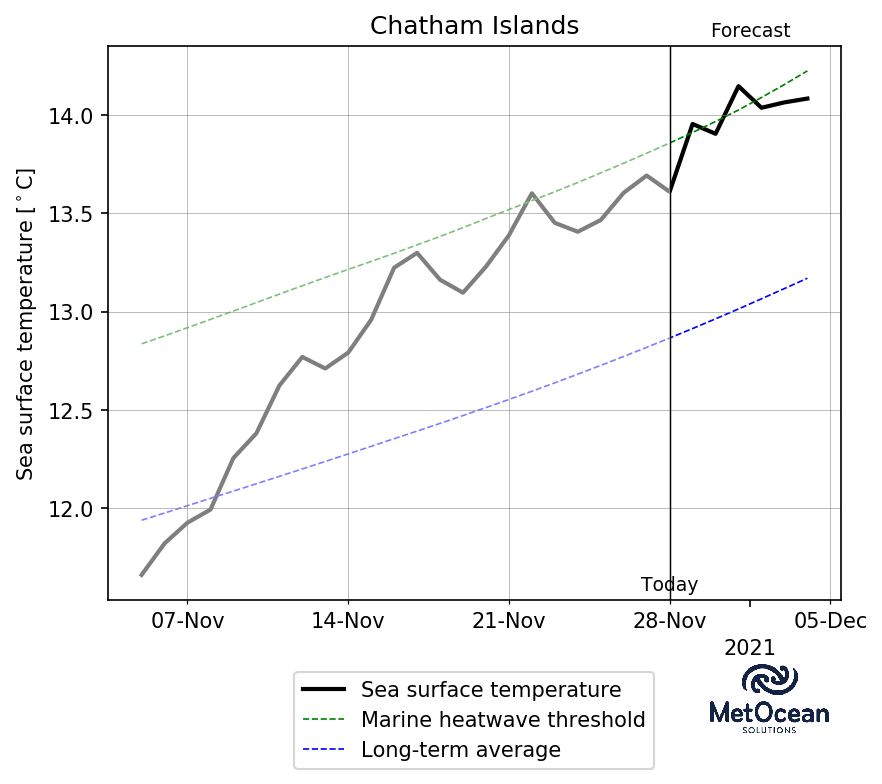 Chatham Islands
Forecast
Sea surface temperature [°C]
14.0
13.5
13.0
12.5
12.0
Today
07-Nov
14-Nov
21-Nov
28-Nov
05-Dec
2021
Sea surface temperature
Marine heatwave threshold
Long-term average
MetOcean
SOLUTIONS